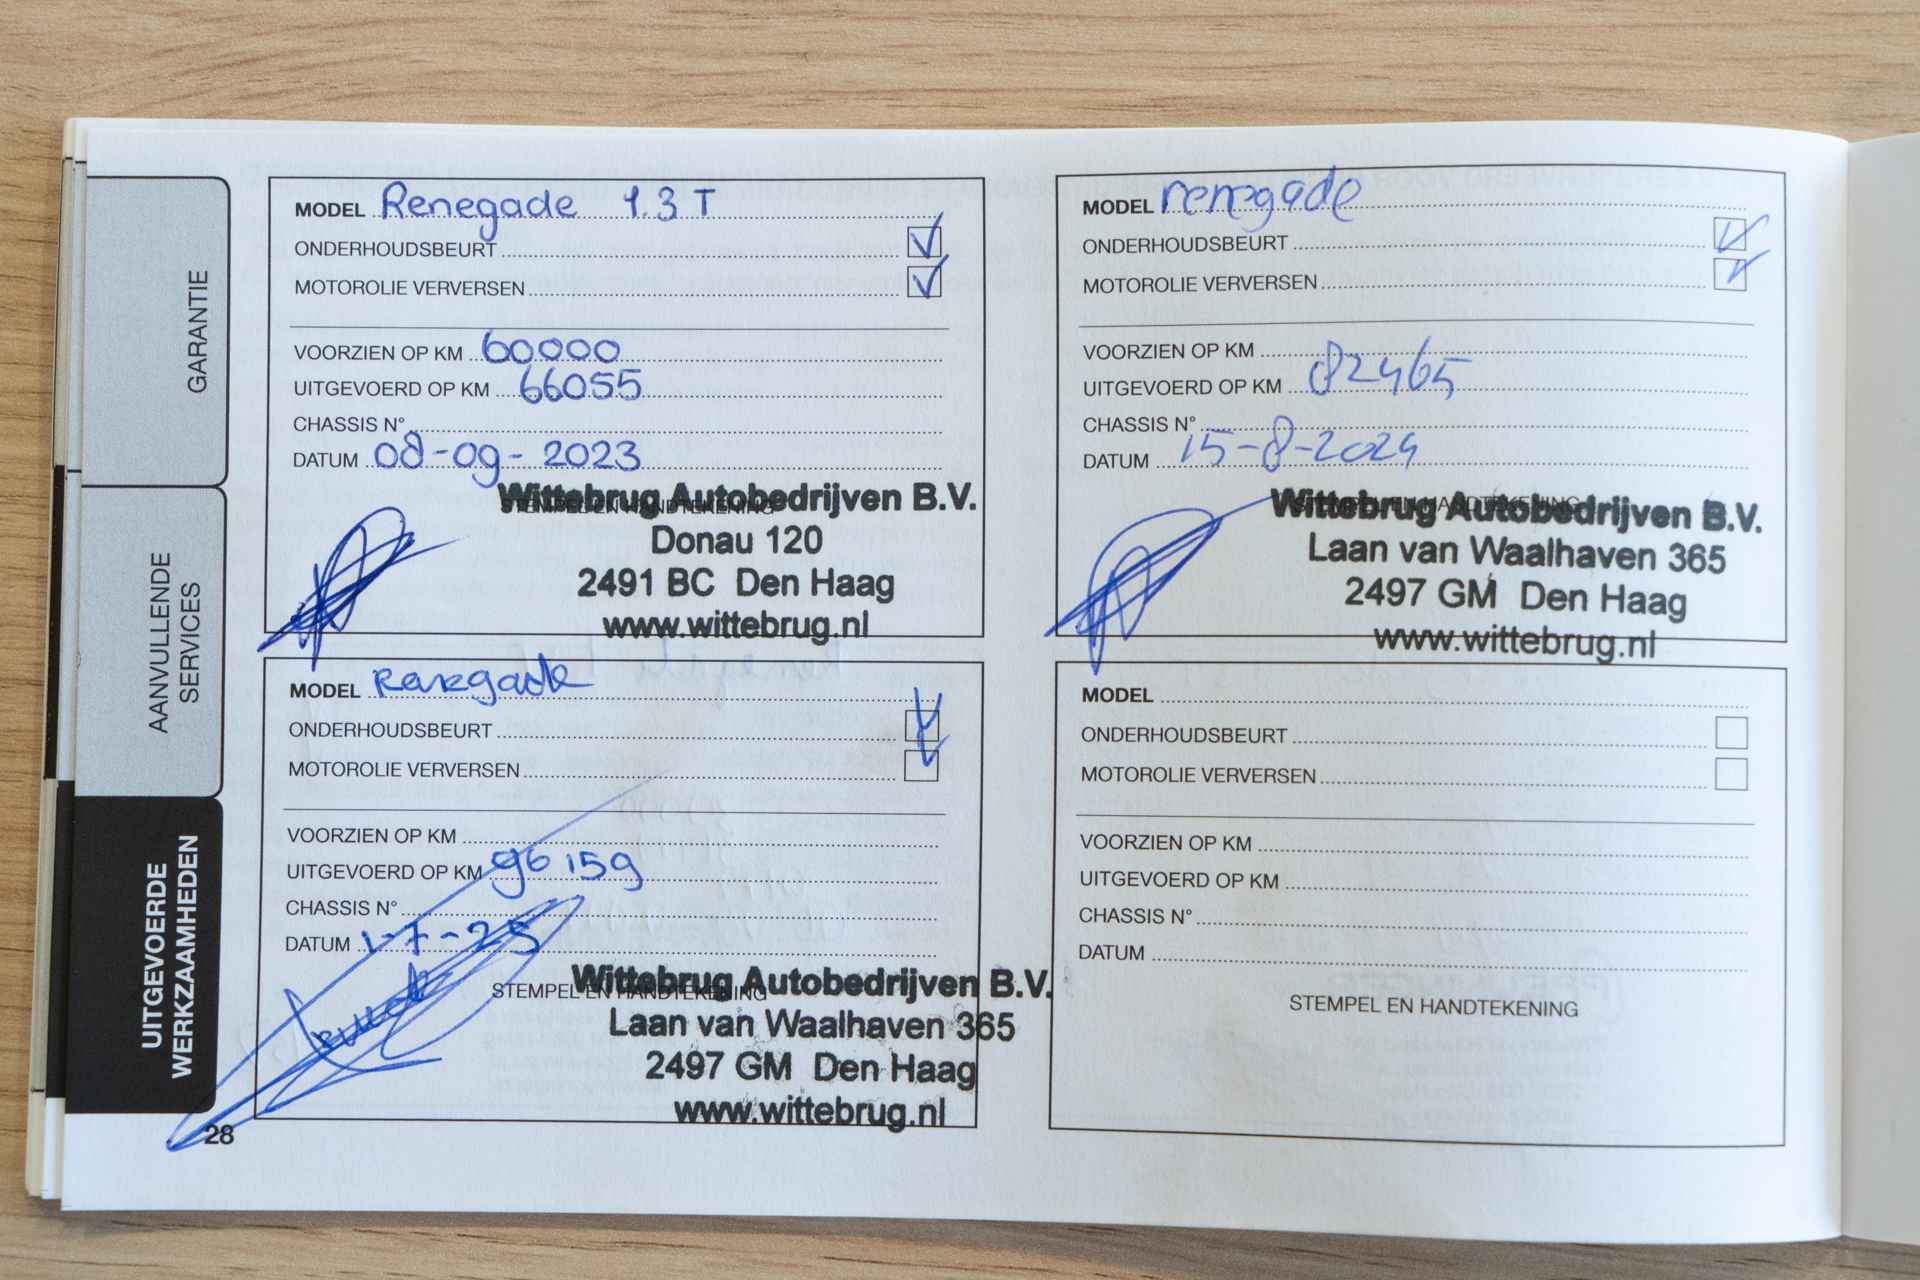 GARANTIE
AANVULLENDE
SERVICES
UITGEVOERDE
WERKZAAMHEDEN
MODEL Renegade 1.3 T
ONDERHOUDSBEURT
MOTOROLIE VERVERSEN
VOORZIEN OP KM 60000
UITGEVOERD OP KM 66055
CHASSIS N°
DATUM 08-09-2023
STEMPEL EN HANDTEKENING
Wittebrug Autobedrijven B.V.
Donau 120
2491 BC Den Haag
www.wittebrug.nl
MODEL renegade
ONDERHOUDSBEURT
MOTOROLIE VERVERSEN
VOORZIEN OP KM
UITGEVOERD OP KM 82465
CHASSIS N°
DATUM 15-8-2024
STEMPEL EN HANDTEKENING
Wittebrug Autobedrijven B.V.
Laan van Waalhaven 365
2497 GM Den Haag
www.wittebrug.nl
MODEL Renegade
ONDERHOUDSBEURT
MOTOROLIE VERVERSEN
VOORZIEN OP KM
UITGEVOERD OP KM 96159
CHASSIS N°
DATUM 1-7-25
STEMPEL EN HANDTEKENING
Wittebrug Autobedrijven B.V.
Laan van Waalhaven 365
2497 GM Den Haag
www.wittebrug.nl
MODEL
ONDERHOUDSBEURT
MOTOROLIE VERVERSEN
VOORZIEN OP KM
UITGEVOERD OP KM
CHASSIS N°
DATUM
STEMPEL EN HANDTEKENING
28